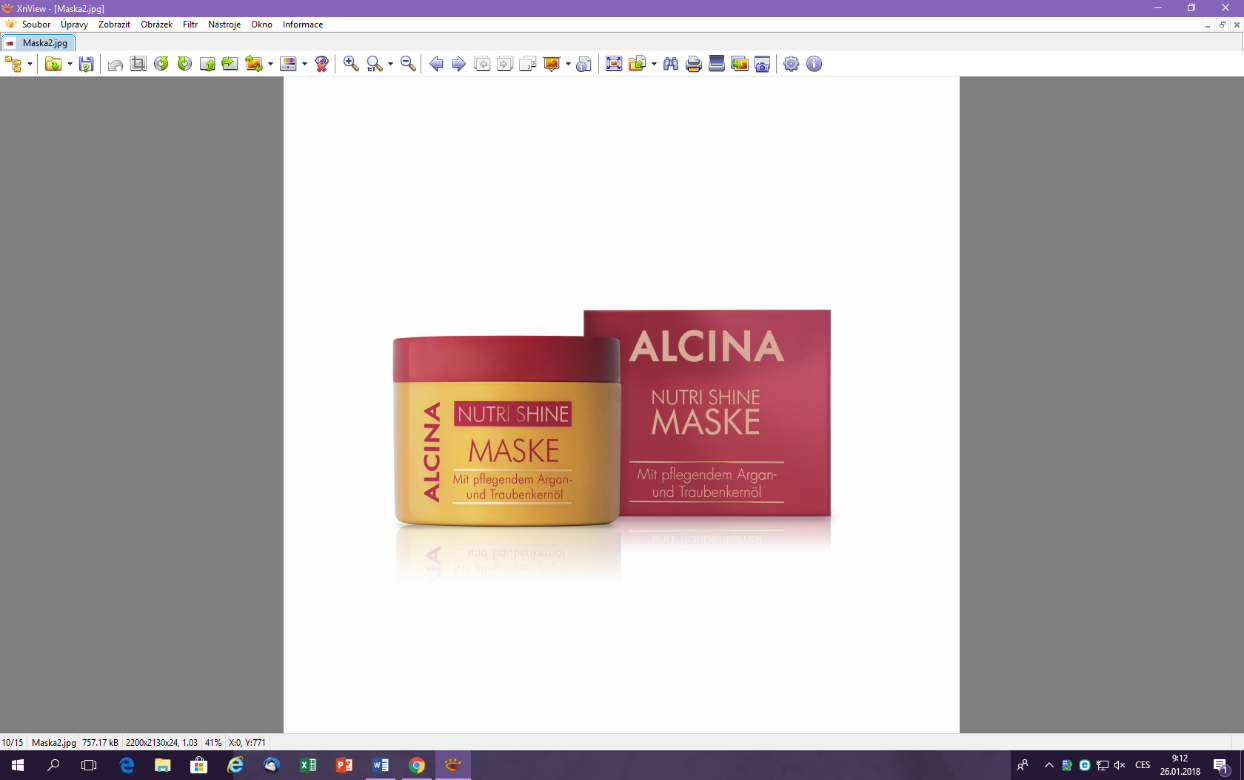 XnView - [Maska2.jpg]
Soubor Úpravy Zobrazit Obrázek Filtr Nástroje Okno Informace
Maska2.jpg
ALCINA
NUTRI SHINE
MASKE
Mit pflegendem Argan-
und Traubenkernöl
ALCINA
NUTRI SHINE
MASKE
Mit pflegendem Argan-
und Traubenkernöl
10/15 Maska2.jpg 757.17 kB 2200x2130x24, 1.03 41% X:0, Y:771
CES
9:12
26.01.2018
1